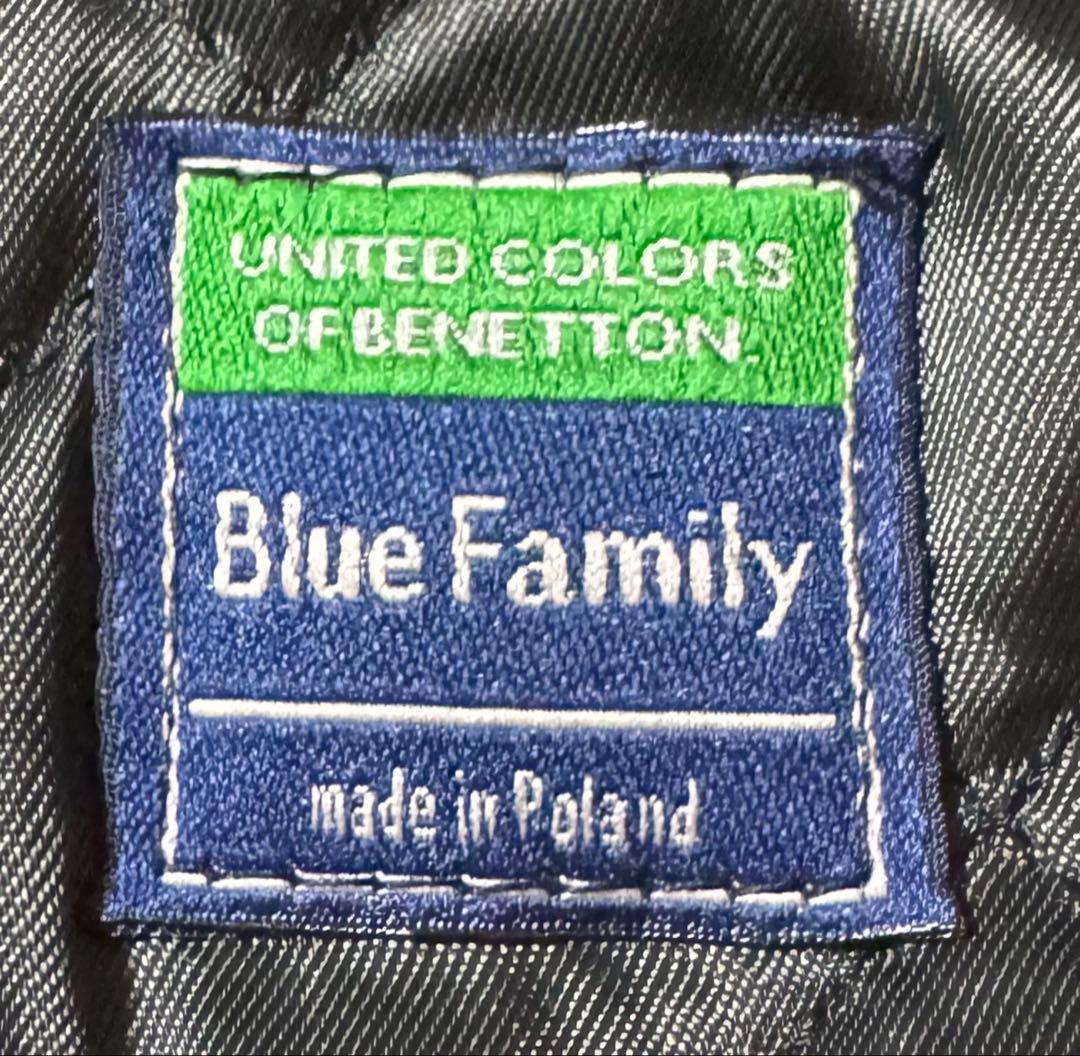 UNITED COLORS
OF BENETTON.
Blue Family
made in Poland